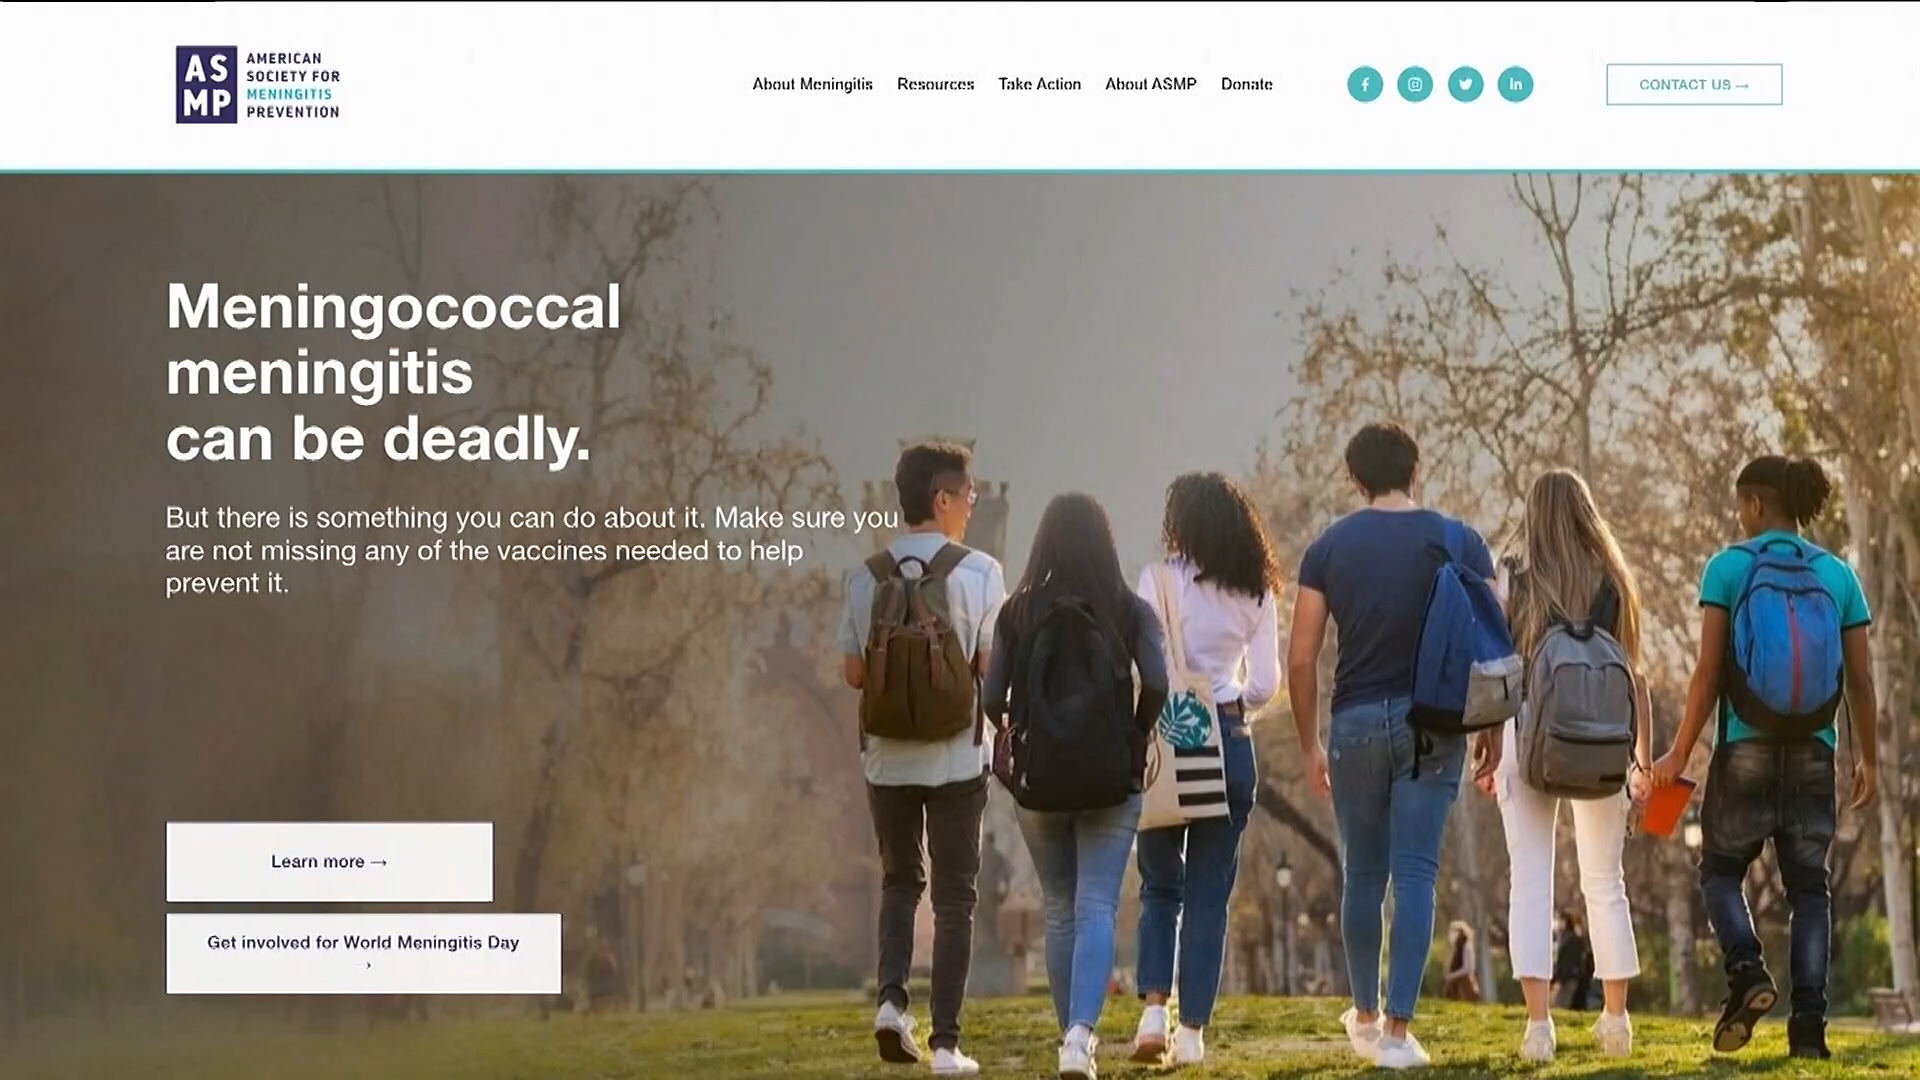 AS
MP
AMERICAN
SOCIETY FOR
MENINGITIS
PREVENTION
About Meningitis
Resources
Take Action
About ASMP
Donate
f
in
CONTACT US →
Meningococcal
meningitis
can be deadly.
But there is something you can do about it. Make sure you
are not missing any of the vaccines needed to help
prevent it.
Learn more →
Get involved for World Meningitis Day
→